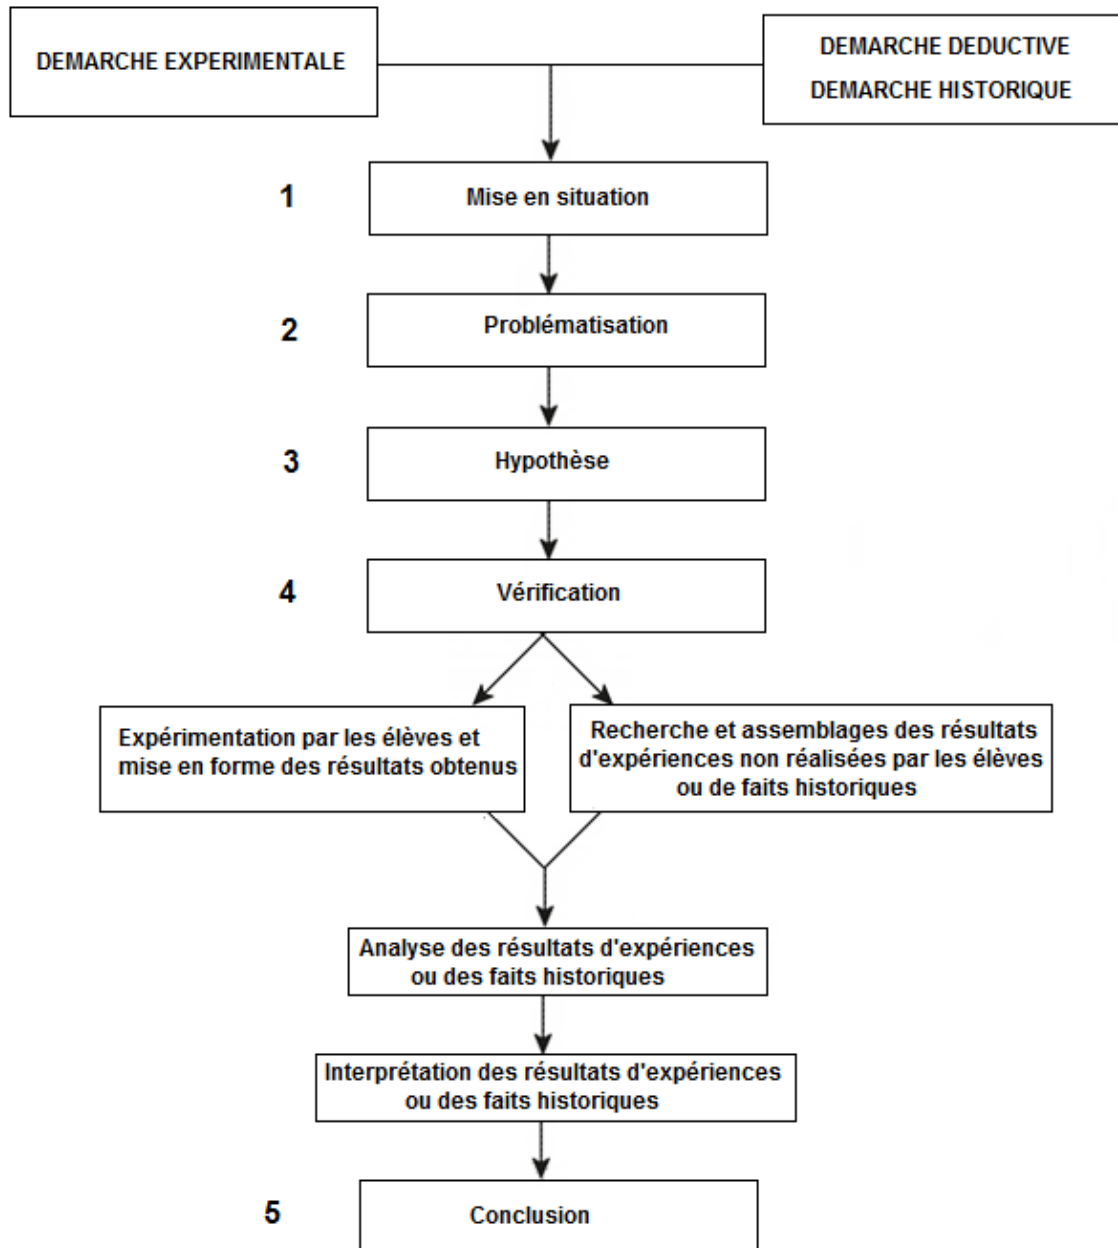 DEMARCHE EXPERIMENTALE
DEMARCHE DEDUCTIVE
DEMARCHE HISTORIQUE
1
Mise en situation
2
Problématisation
3
Hypothèse
4
Vérification
Expérimentation par les élèves et
mise en forme des résultats obtenus
Recherche et assemblages des résultats
d'expériences non réalisées par les élèves
ou de faits historiques
Analyse des résultats d'expériences
ou des faits historiques
Interprétation des résultats d'expériences
ou des faits historiques
5
Conclusion